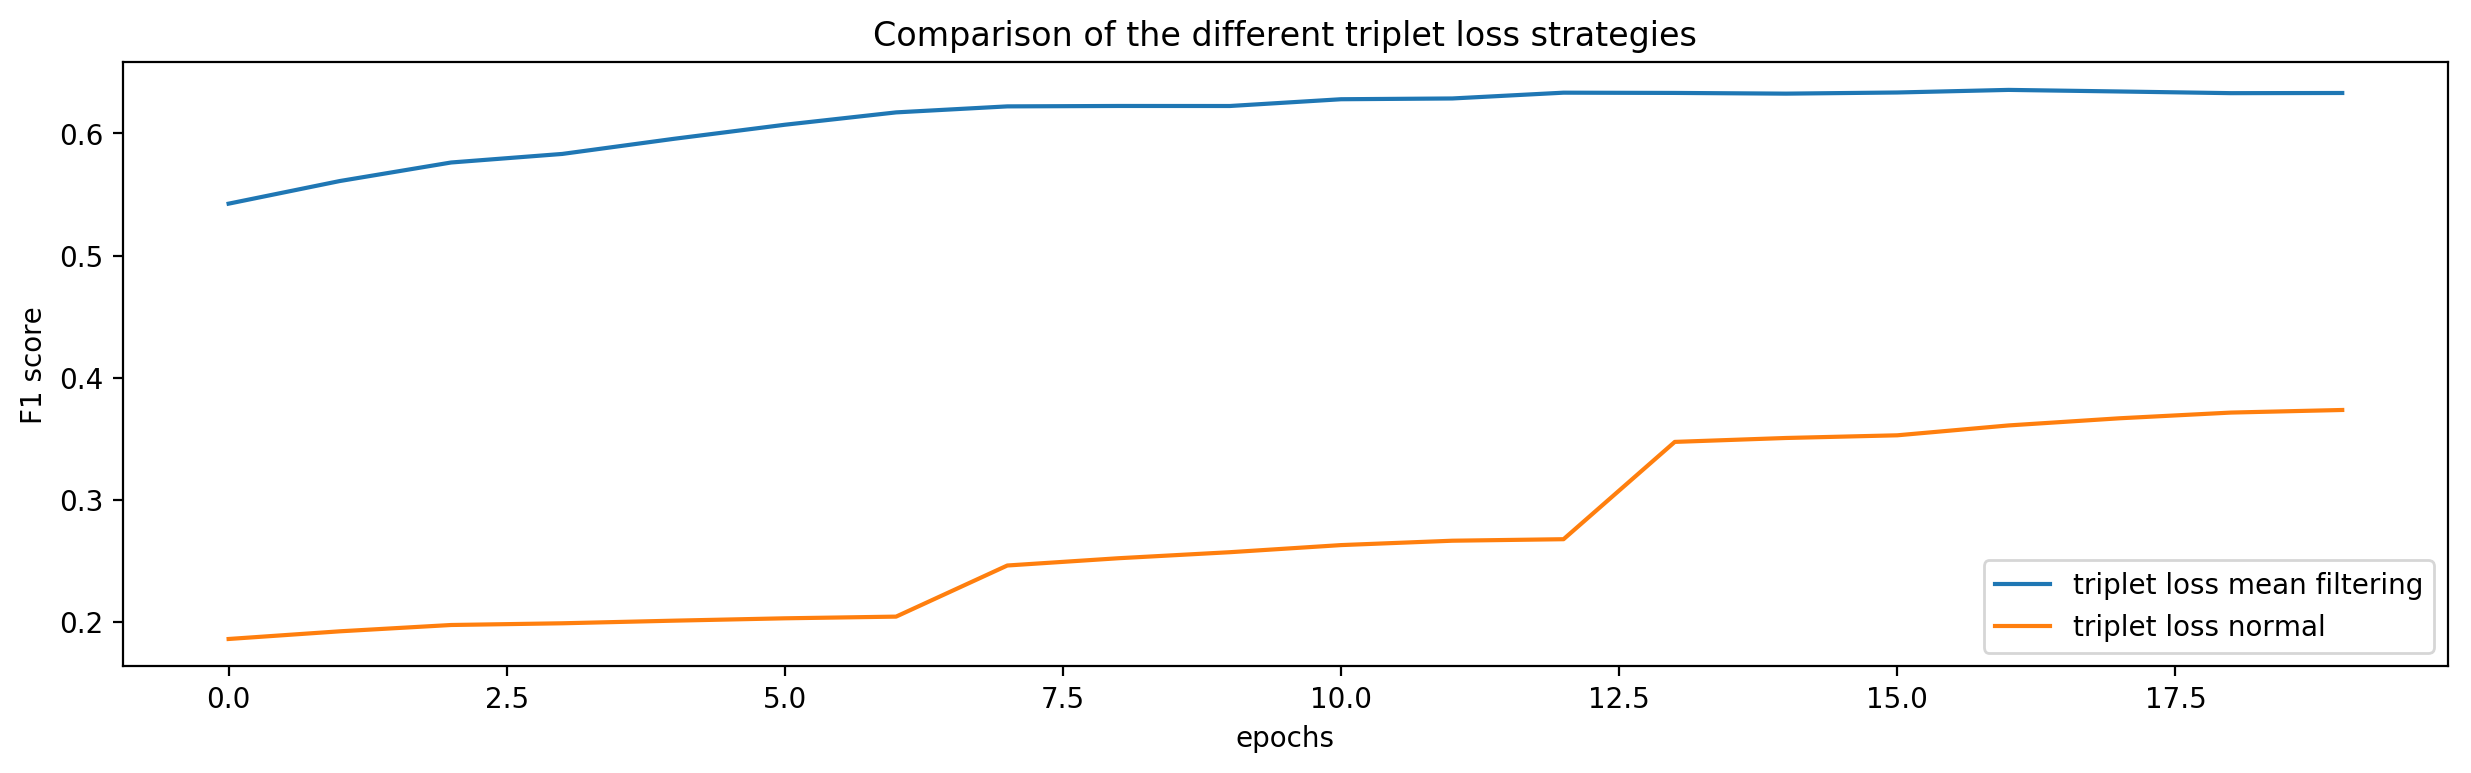 Comparison of the different triplet loss strategies
F1 score
0.6
0.5
0.4
0.3
0.2
triplet loss mean filtering
triplet loss normal
0.0 2.5 5.0 7.5 10.0 12.5 15.0 17.5
epochs